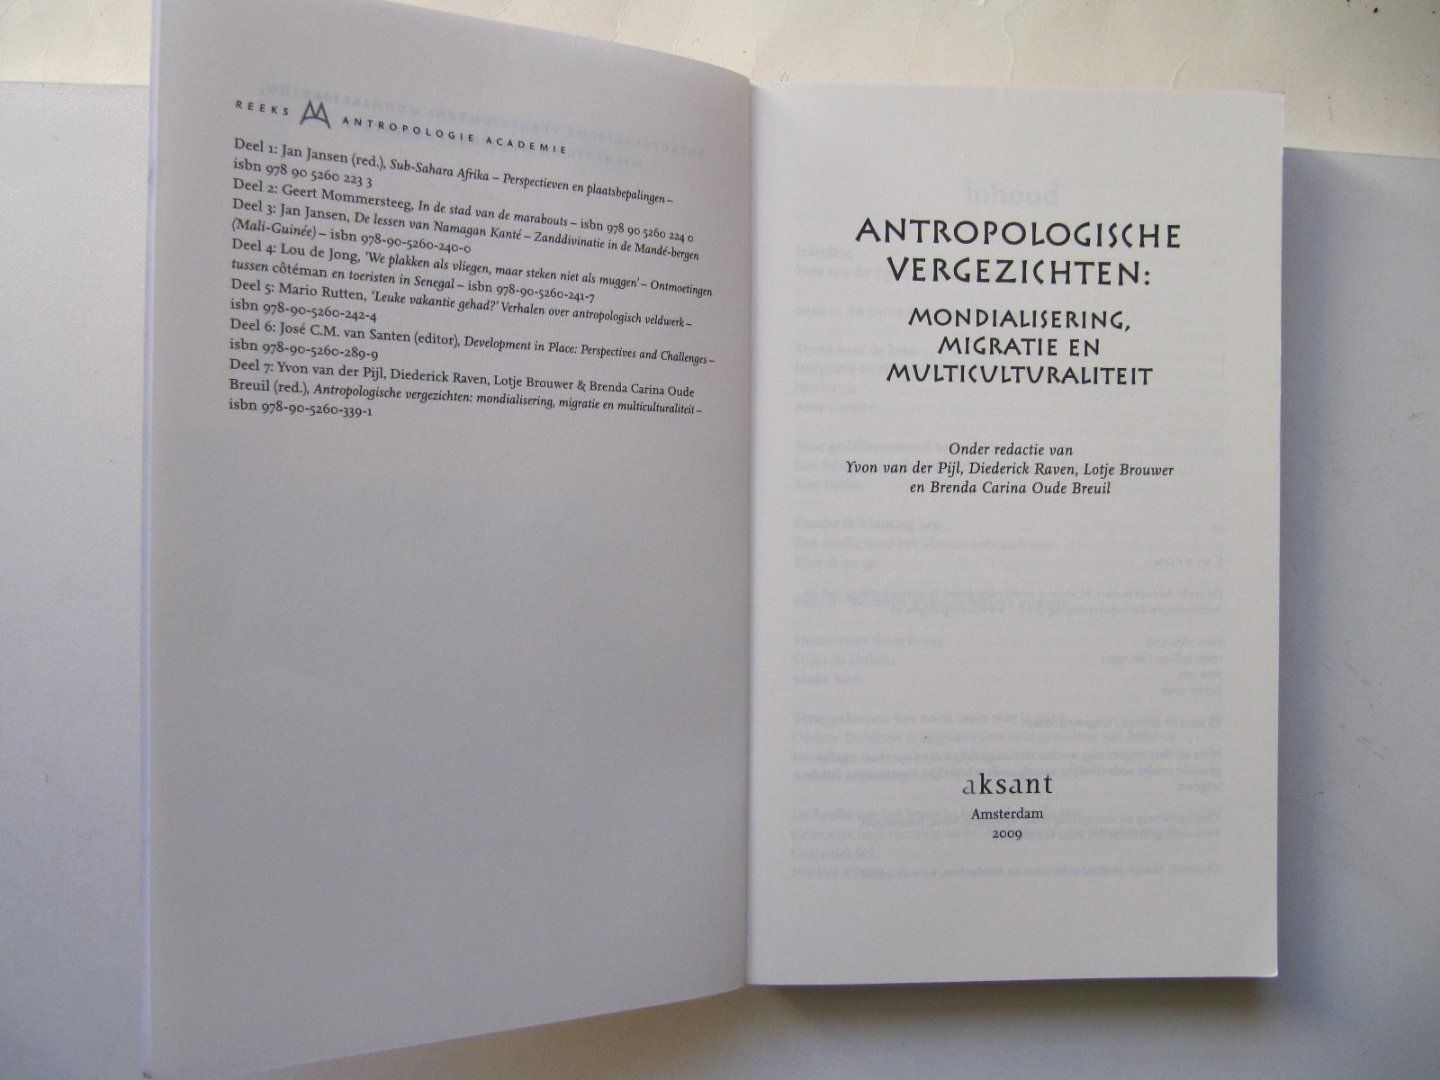 REEKS AA ANTROPOLOGIE ACADEMIE
Deel 1: Jan Jansen (red.), Sub-Sahara Afrika – Perspectieven en plaatsbepalingen –
isbn 978 90 5260 223 3
Deel 2: Geert Mommersteeg, In de stad van de marabouts – isbn 978 90 5260 224 0
Deel 3: Jan Jansen, De lessen van Namagan Kanté – Zanddivinatie in de Mandé-bergen
(Mali-Guinée) – isbn 978-90-5260-240-0
Deel 4: Lou de Jong, ‘We plakken als vliegen, maar steken niet als muggen’ – Ontmoetingen
tussen côtéman en toeristen in Senegal – isbn 978-90-5260-241-7
Deel 5: Mario Rutten, ‘Leuke vakantie gehad?’ Verhalen over antropologisch veldwerk –
isbn 978-90-5260-242-4
Deel 6: José C.M. van Santen (editor), Development in Place: Perspectives and Challenges –
isbn 978-90-5260-289-9
Deel 7: Yvon van der Pijl, Diederick Raven, Lotje Brouwer & Brenda Carina Oude
Breuil (red.), Antropologische vergezichten: mondialisering, migratie en multiculturaliteit –
isbn 978-90-5260-339-1
ANTROPOLOGISCHE
VERGEZICHTEN:
MONDIALISERING,
MIGRATIE EN
MULTICULTURALITEIT
Onder redactie van
Yvon van der Pijl, Diederick Raven, Lotje Brouwer
en Brenda Carina Oude Breuil
aksant
Amsterdam
2009